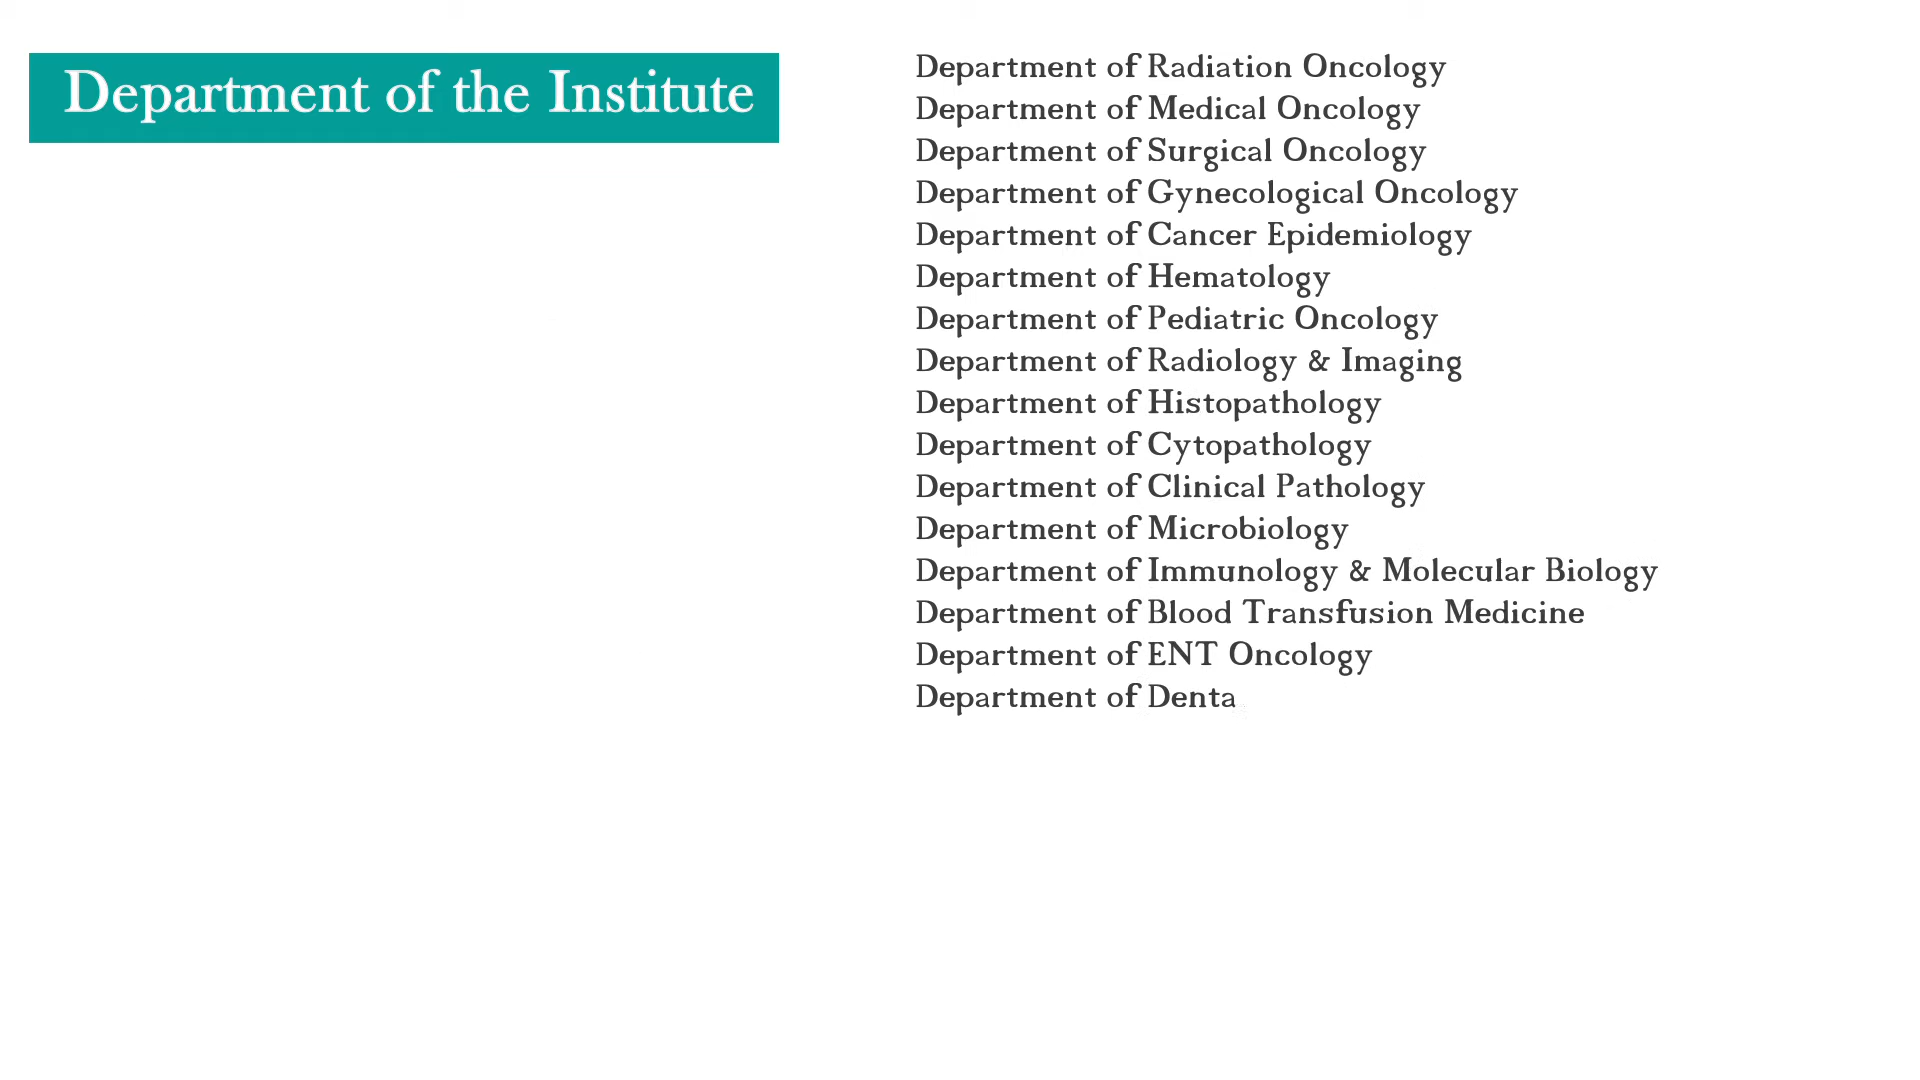 Department of the Institute
Department of Radiation Oncology
Department of Medical Oncology
Department of Surgical Oncology
Department of Gynecological Oncology
Department of Cancer Epidemiology
Department of Hematology
Department of Pediatric Oncology
Department of Radiology & Imaging
Department of Histopathology
Department of Cytopathology
Department of Clinical Pathology
Department of Microbiology
Department of Immunology & Molecular Biology
Department of Blood Transfusion Medicine
Department of ENT Oncology
Department of Denta